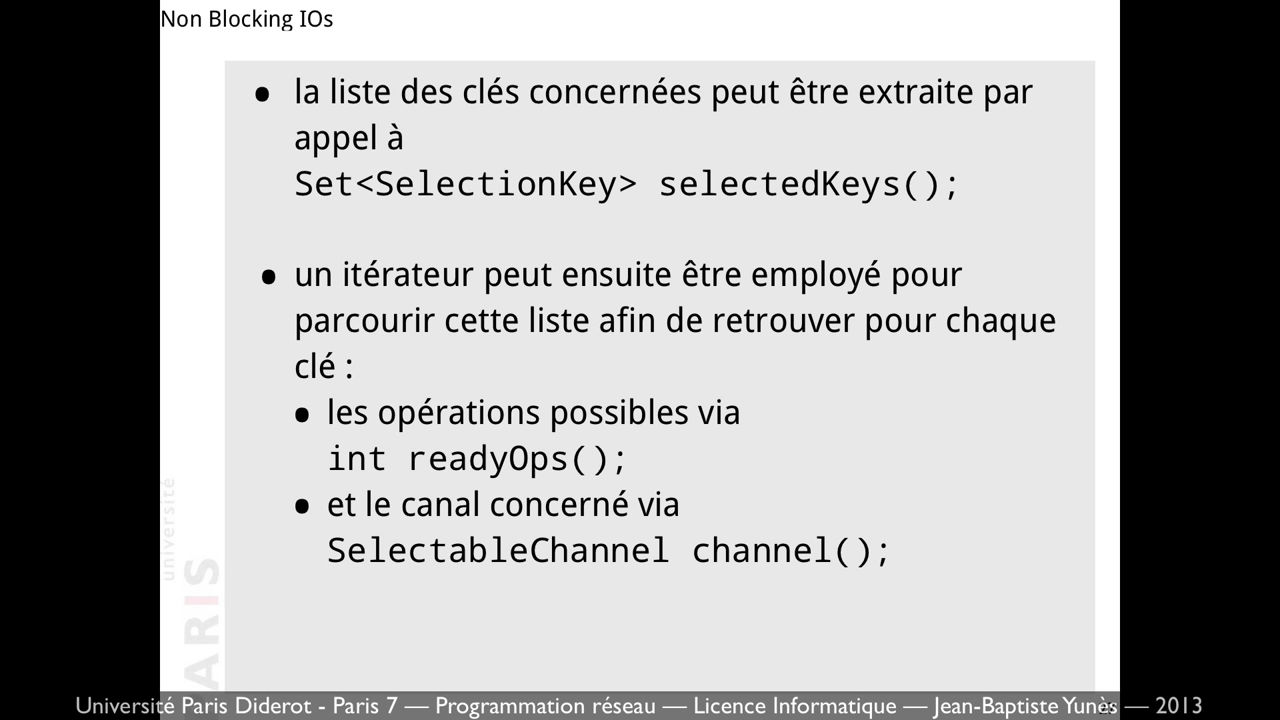 Non Blocking IOs
• la liste des clés concernées peut être extraite par
appel à
Set<SelectionKey> selectedKeys();
• un itérateur peut ensuite être employé pour
parcourir cette liste afin de retrouver pour chaque
clé :
• les opérations possibles via
int readyOps();
• et le canal concerné via
SelectableChannel channel();
université
PARIS
Université Paris Diderot - Paris 7 — Programmation réseau — Licence Informatique — Jean-Baptiste Yunès — 2013